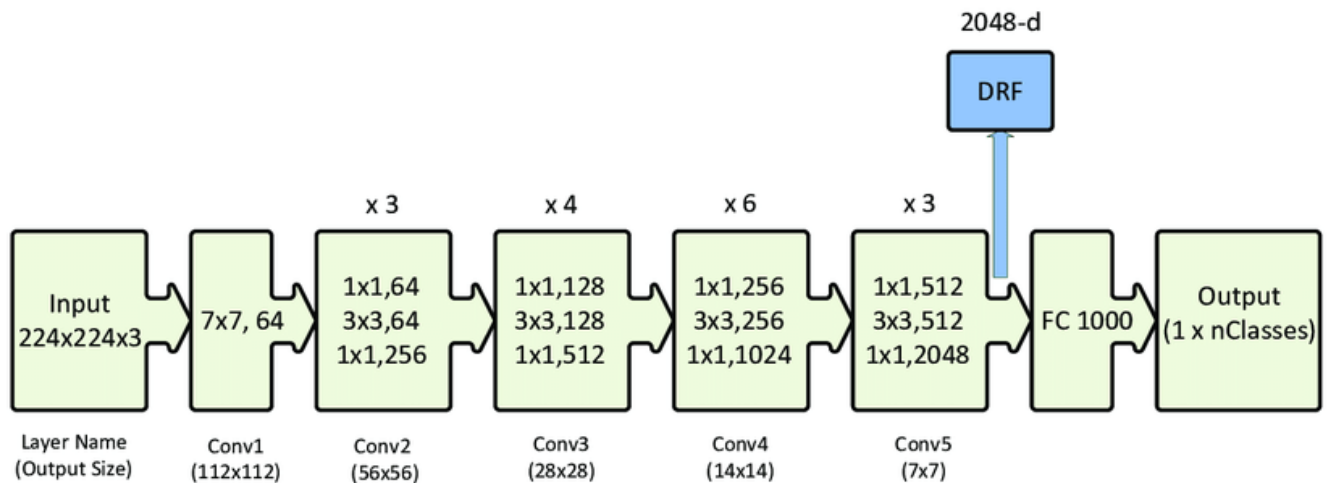 2048-d
DRF
x 3
x 4
x 6
x 3
Input
224x224x3
7x7, 64
1x1,64
3x3,64
1x1,256
1x1,128
3x3,128
1x1,512
1x1,256
3x3,256
1x1,1024
1x1,512
3x3,512
1x1,2048
FC 1000
Output
(1 x nClasses)
Layer Name
(Output Size)
Conv1
(112x112)
Conv2
(56x56)
Conv3
(28x28)
Conv4
(14x14)
Conv5
(7x7)